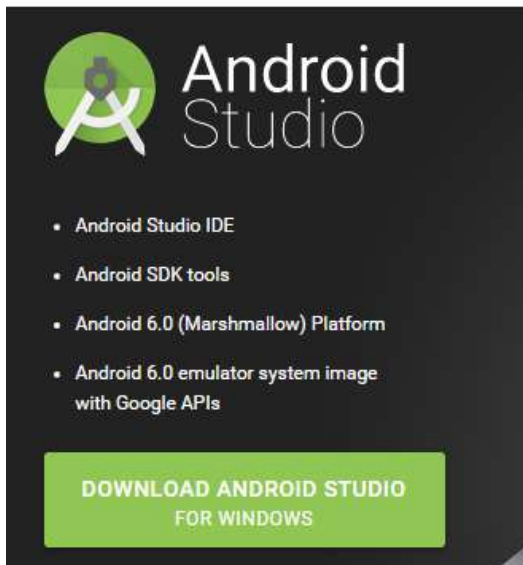 Android
Studio
• Android Studio IDE
• Android SDK tools
• Android 6.0 (Marshmallow) Platform
• Android 6.0 emulator system image
with Google APIs
DOWNLOAD ANDROID STUDIO
FOR WINDOWS